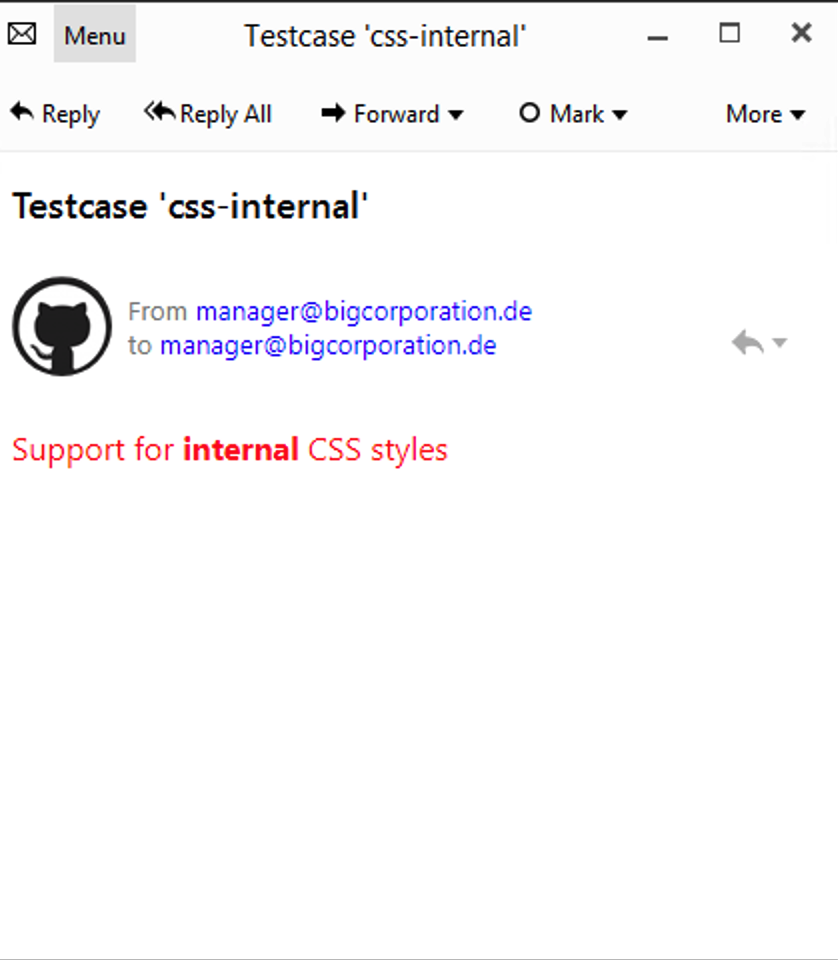 Menu Testcase 'css-internal'
Reply Reply All Forward Mark More
Testcase 'css-internal'
From manager@bigcorporation.de
to manager@bigcorporation.de
Support for internal CSS styles